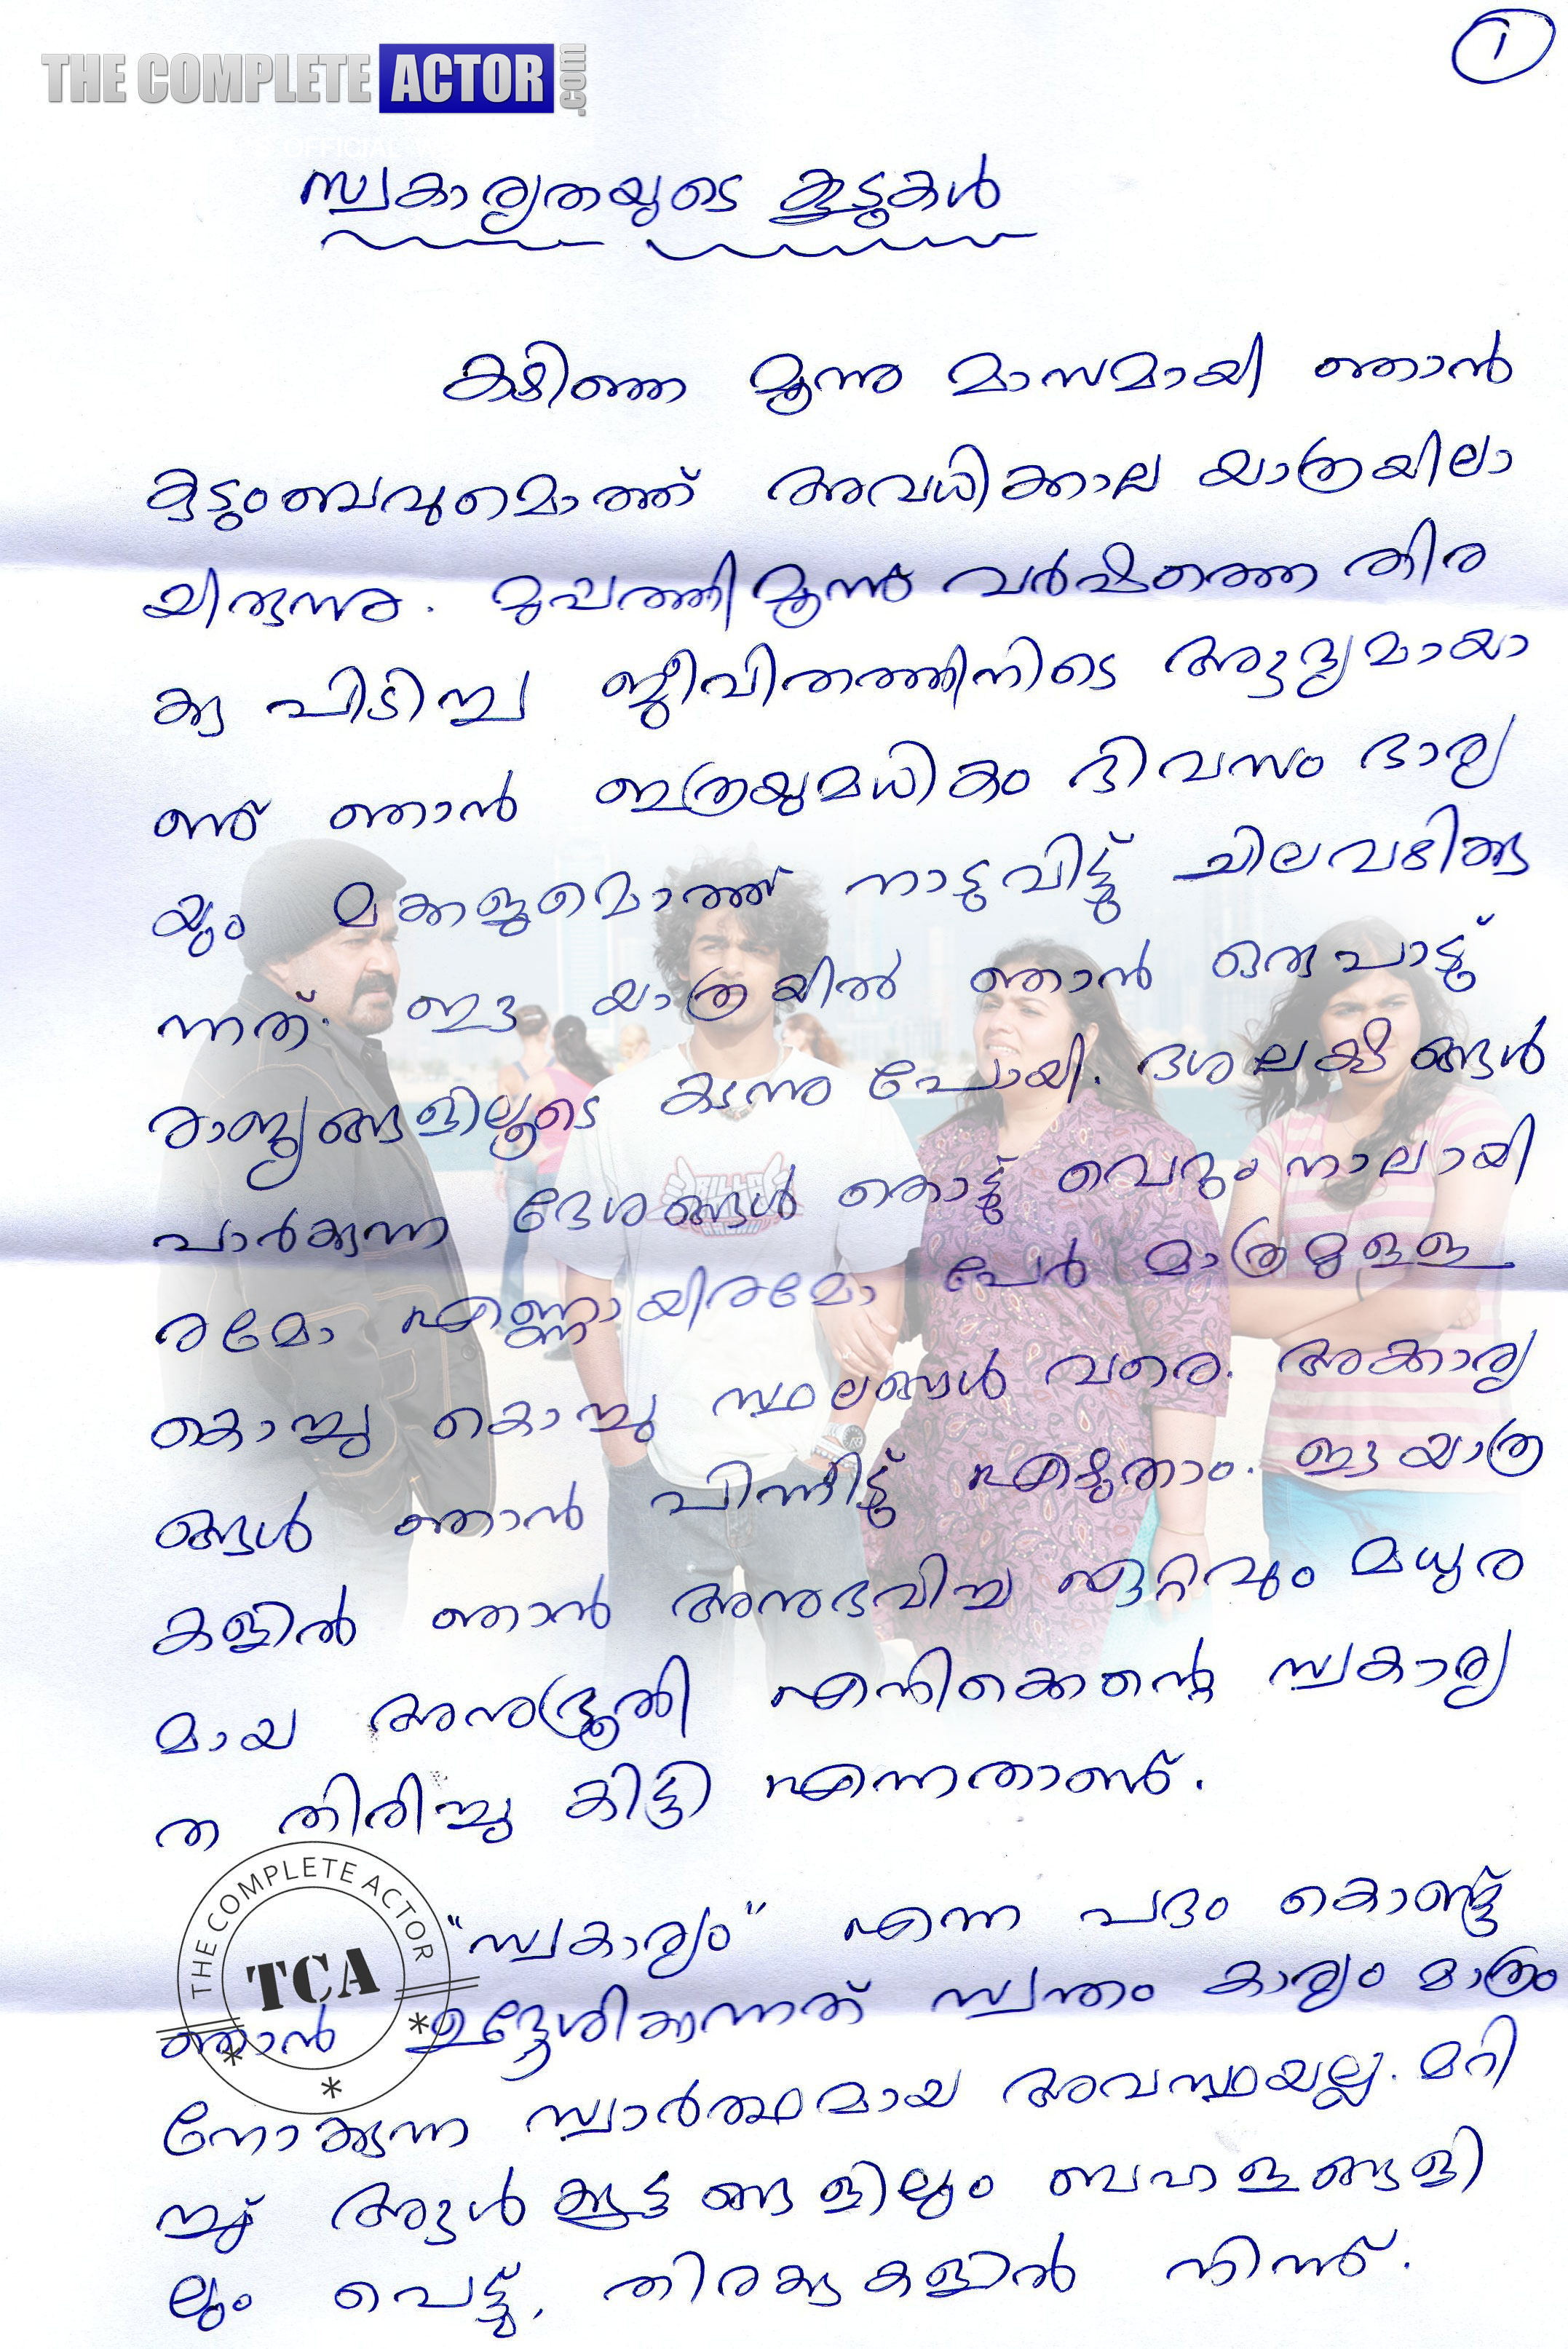 THE COMPLETE ACTOR .com
1
OFFICIAL
സ്വകാര്യതയുടെ കൂടുകൾ
കഴിഞ്ഞ മൂന്നു മാസമായി ഞാൻ
കുടുംബവുമൊത്ത് അവധിക്കാല യാത്രയിലാ
യിരുന്നു. മുപ്പത്തിമൂന്നു വർഷത്തെ തിര
ക്കു പിടിച്ച ജീവിതത്തിനിടെ ആദ്യമായാ
ണ് ഞാൻ ഇത്രയുമധികം ദിവസം ഭാര്യ
യും മക്കളുമൊത്ത് നാടുവിട്ട് ചിലവഴിക്കു
ന്നത്. ഈ യാത്രയിൽ ഞാൻ ഒരുപാട്
രാജ്യങ്ങളിലൂടെ കടന്നു പോയി. ദശലക്ഷങ്ങൾ
പാർക്കുന്ന ദേശങ്ങൾ തൊട്ട് വെറും നാലായി
രമോ എണ്ണായിരമോ പേർ മാത്രമുള്ള
കൊച്ചു കൊച്ചു സ്ഥലങ്ങൾ വരെ. അക്കാര്യ
ങ്ങൾ ഞാൻ പിന്നീട് എഴുതാം. ഈ യാത്ര
കളിൽ ഞാൻ അനുഭവിച്ച ഏറ്റവും മധുര
മായ അനുഭൂതി എനിക്കെന്റെ സ്വകാര്യ
ത തിരിച്ചു കിട്ടി എന്നതാണ്.
"സ്വകാര്യം" എന്ന പദം കൊണ്ട്
ഞാൻ ഉദ്ദേശിക്കുന്നത് സ്വന്തം കാര്യം മാത്രം
നോക്കുന്ന സ്വാർത്ഥമായ അവസ്ഥയല്ല. മറി
ച്ച് ആൾക്കൂട്ടങ്ങളിലും ബഹളങ്ങളി
ലും പെട്ട്, തിരക്കുകളിൽ നിന്ന്.
THE COMPLETE ACTOR
TCA